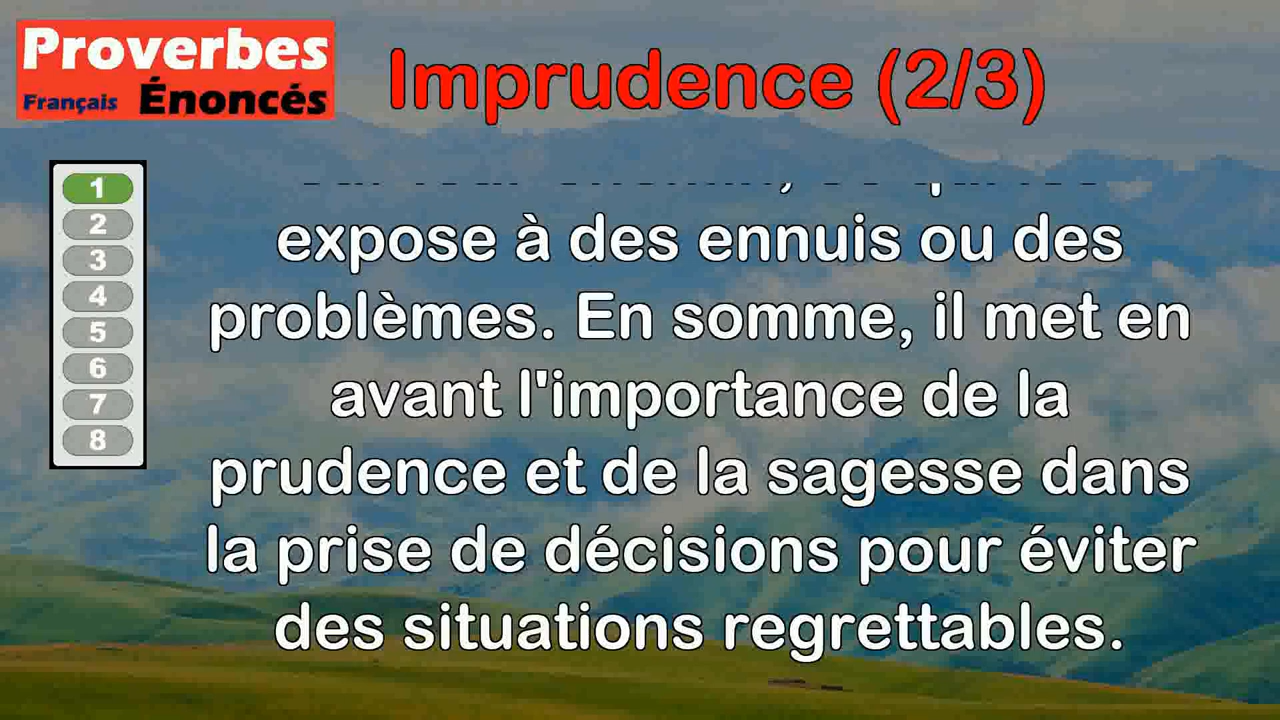 Proverbes
Français Énoncés
Imprudence (2/3)
1
2
3
4
5
6
7
8
expose à des ennuis ou des
problèmes. En somme, il met en
avant l'importance de la
prudence et de la sagesse dans
la prise de décisions pour éviter
des situations regrettables.